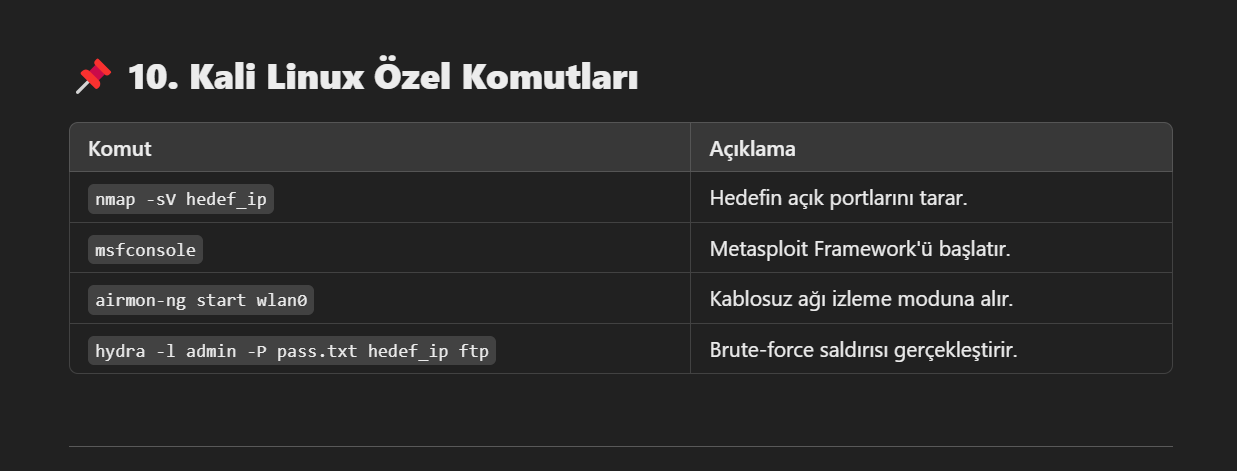 📌 10. Kali Linux Özel Komutları
Komut Açıklama
nmap -sV hedef_ip Hedefin açık portlarını tarar.
msfconsole Metasploit Framework'ü başlatır.
airmon-ng start wlan0 Kablosuz ağı izleme moduna alır.
hydra -l admin -P pass.txt hedef_ip ftp Brute-force saldırısı gerçekleştirir.